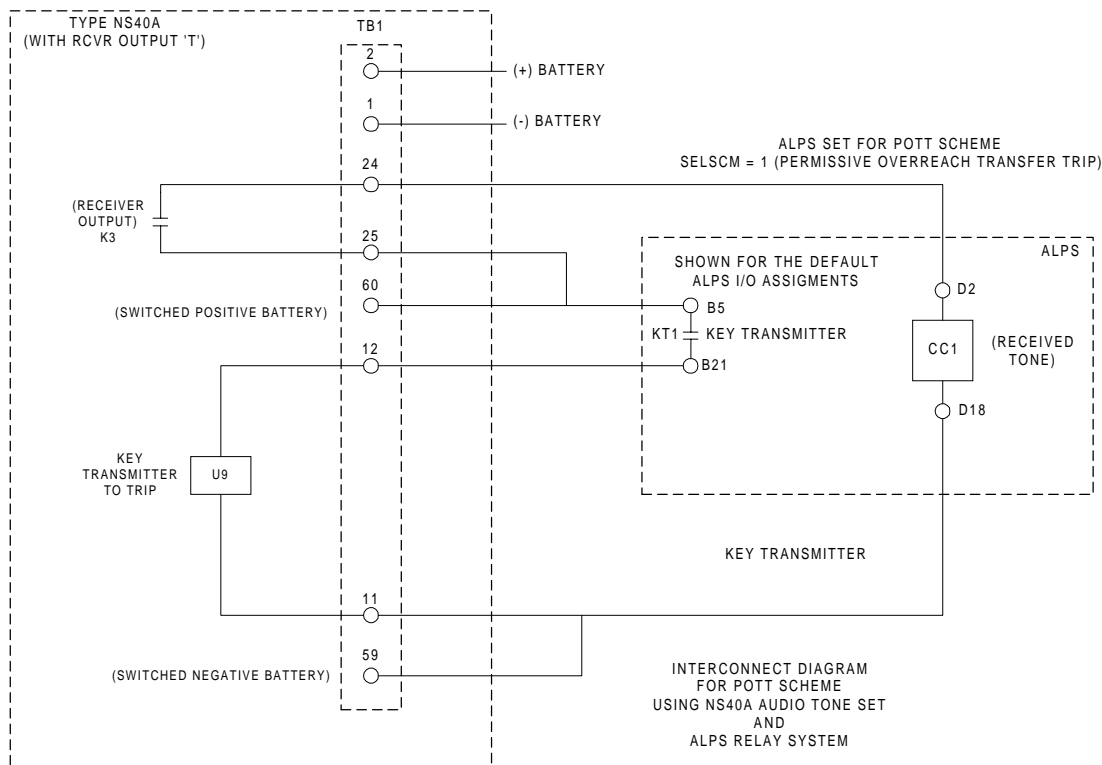 TYPE NS40A
(WITH RCVR OUTPUT 'T')
TB1
2
(+) BATTERY
1
(-) BATTERY
24
ALPS SET FOR POTT SCHEME
SELSCM = 1 (PERMISSIVE OVERREACH TRANSFER TRIP)
(RECEIVER
OUTPUT)
K3
25
ALPS
SHOWN FOR THE DEFAULT
ALPS I/O ASSIGMENTS
60
(SWITCHED POSITIVE BATTERY)
B5
D2
KT1
KEY TRANSMITTER
12
B21
CC1
(RECEIVED
TONE)
D18
KEY
TRANSMITTER
TO TRIP
U9
KEY TRANSMITTER
11
59
(SWITCHED NEGATIVE BATTERY)
INTERCONNECT DIAGRAM
FOR POTT SCHEME
USING NS40A AUDIO TONE SET
AND
ALPS RELAY SYSTEM